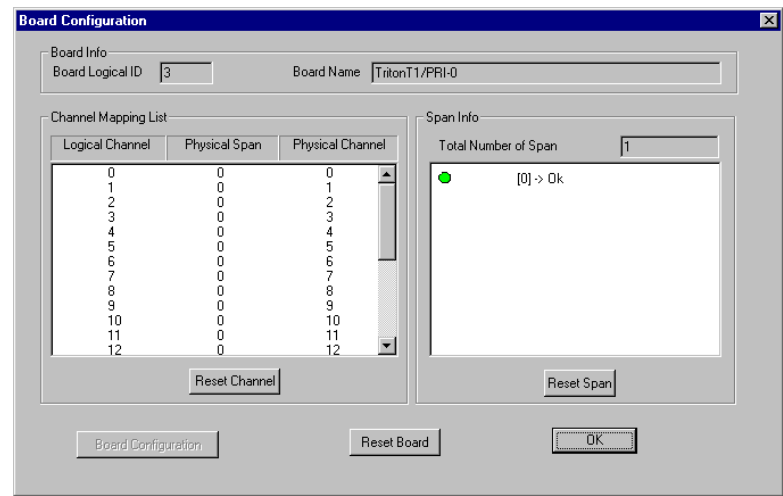 Board Configuration
Board Info
Board Logical ID 3 Board Name TritonT1/PRI-0
Channel Mapping List
Logical Channel Physical Span Physical Channel
0 0 0
1 0 1
2 0 2
3 0 3
4 0 4
5 0 5
6 0 6
7 0 7
8 0 8
9 0 9
10 0 10
11 0 11
12 0 12
Reset Channel
Span Info
Total Number of Span 1
[0] -> Ok
Reset Span
Board Configuration Reset Board OK